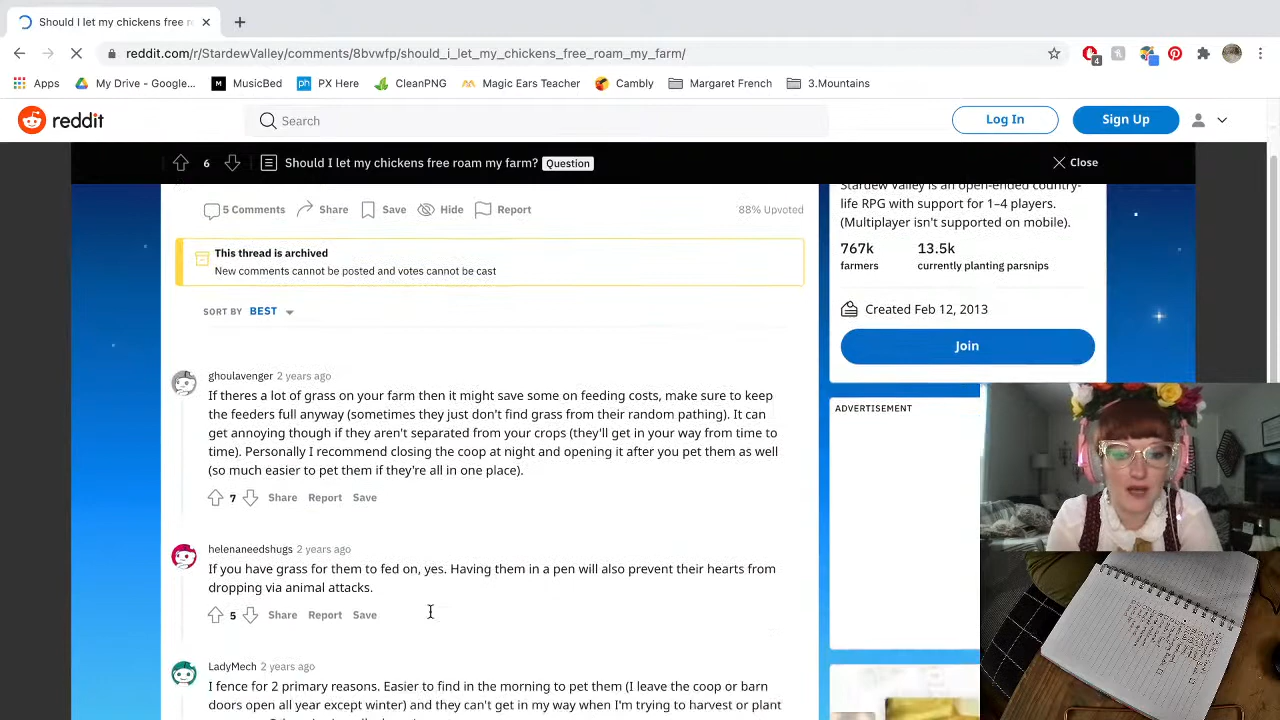 Should I let my chickens free r
reddit.com/r/StardewValley/comments/8bvwfp/should_i_let_my_chickens_free_roam_my_farm/
4
Apps
My Drive - Google...
MusicBed
PX Here
CleanPNG
Magic Ears Teacher
Cambly
Margaret French
3.Mountains
reddit
Search
Log In
Sign Up
6
Should I let my chickens free roam my farm?
Question
Close
5 Comments
Share
Save
Hide
Report
88% Upvoted
This thread is archived
New comments cannot be posted and votes cannot be cast
SORT BY BEST
ghoulavenger 2 years ago
If theres a lot of grass on your farm then it might save some on feeding costs, make sure to keep
the feeders full anyway (sometimes they just don't find grass from their random pathing). It can
get annoying though if they aren't separated from your crops (they'll get in your way from time to
time). Personally I recommend closing the coop at night and opening it after you pet them as well
(so much easier to pet them if they're all in one place).
7
Share
Report
Save
helenaneedshugs 2 years ago
If you have grass for them to fed on, yes. Having them in a pen will also prevent their hearts from
dropping via animal attacks.
5
Share
Report
Save
LadyMech 2 years ago
I fence for 2 primary reasons. Easier to find in the morning to pet them (I leave the coop or barn
doors open all year except winter) and they can't get in my way when I'm trying to harvest or plant
Stardew Valley is an open-ended country-
life RPG with support for 1–4 players.
(Multiplayer isn't supported on mobile).
767k
13.5k
farmers
currently planting parsnips
Created Feb 12, 2013
Join
ADVERTISEMENT